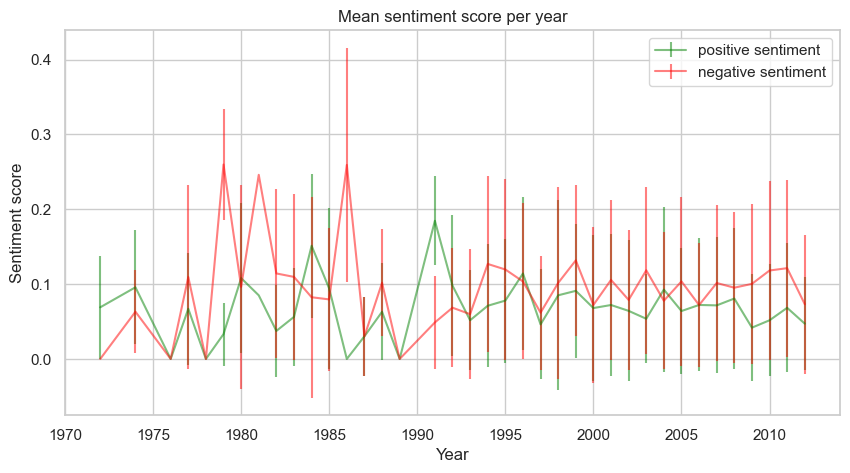 Mean sentiment score per year
positive sentiment
negative sentiment
Sentiment score
0.4
0.3
0.2
0.1
0.0
1970 1975 1980 1985 1990 1995 2000 2005 2010
Year